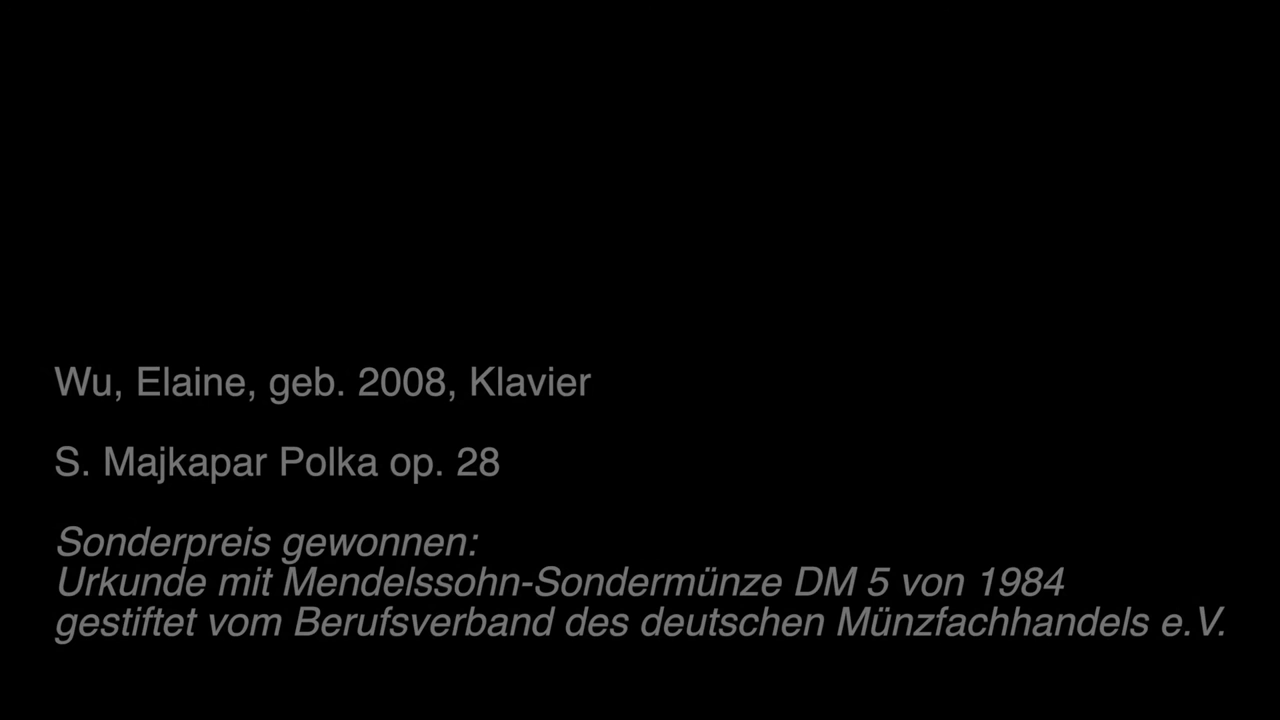 Wu, Elaine, geb. 2008, Klavier
S. Majkapar Polka op. 28
Sonderpreis gewonnen:
Urkunde mit Mendelssohn-Sondermünze DM 5 von 1984
gestiftet vom Berufsverband des deutschen Münzfachhandels e.V.